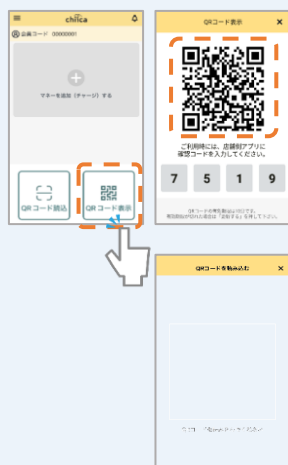 chiica
会員コード 00000001
マネーを追加（チャージ）する
QRコード読込
QRコード表示
QRコード表示 ×
ご利用時には、店舗側アプリに
確認コードを入力してください。
7 5 1 9
QRコードを読み込む ×